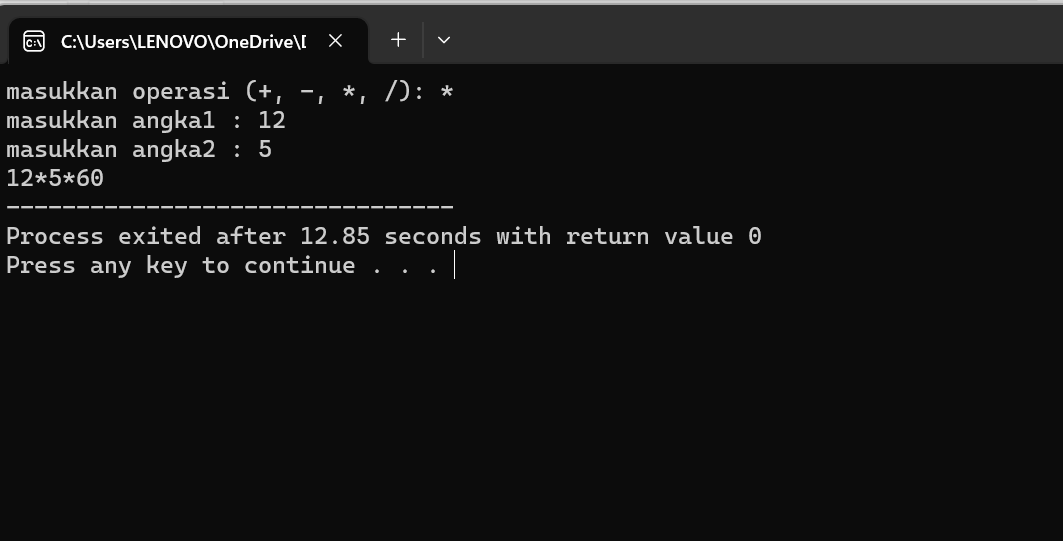 C:\Users\LENOVO\OneDrive\
masukkan operasi (+, -, *, /): *
masukkan angka1 : 12
masukkan angka2 : 5
12*5*60
--------------------------------
Process exited after 12.85 seconds with return value 0
Press any key to continue . . .